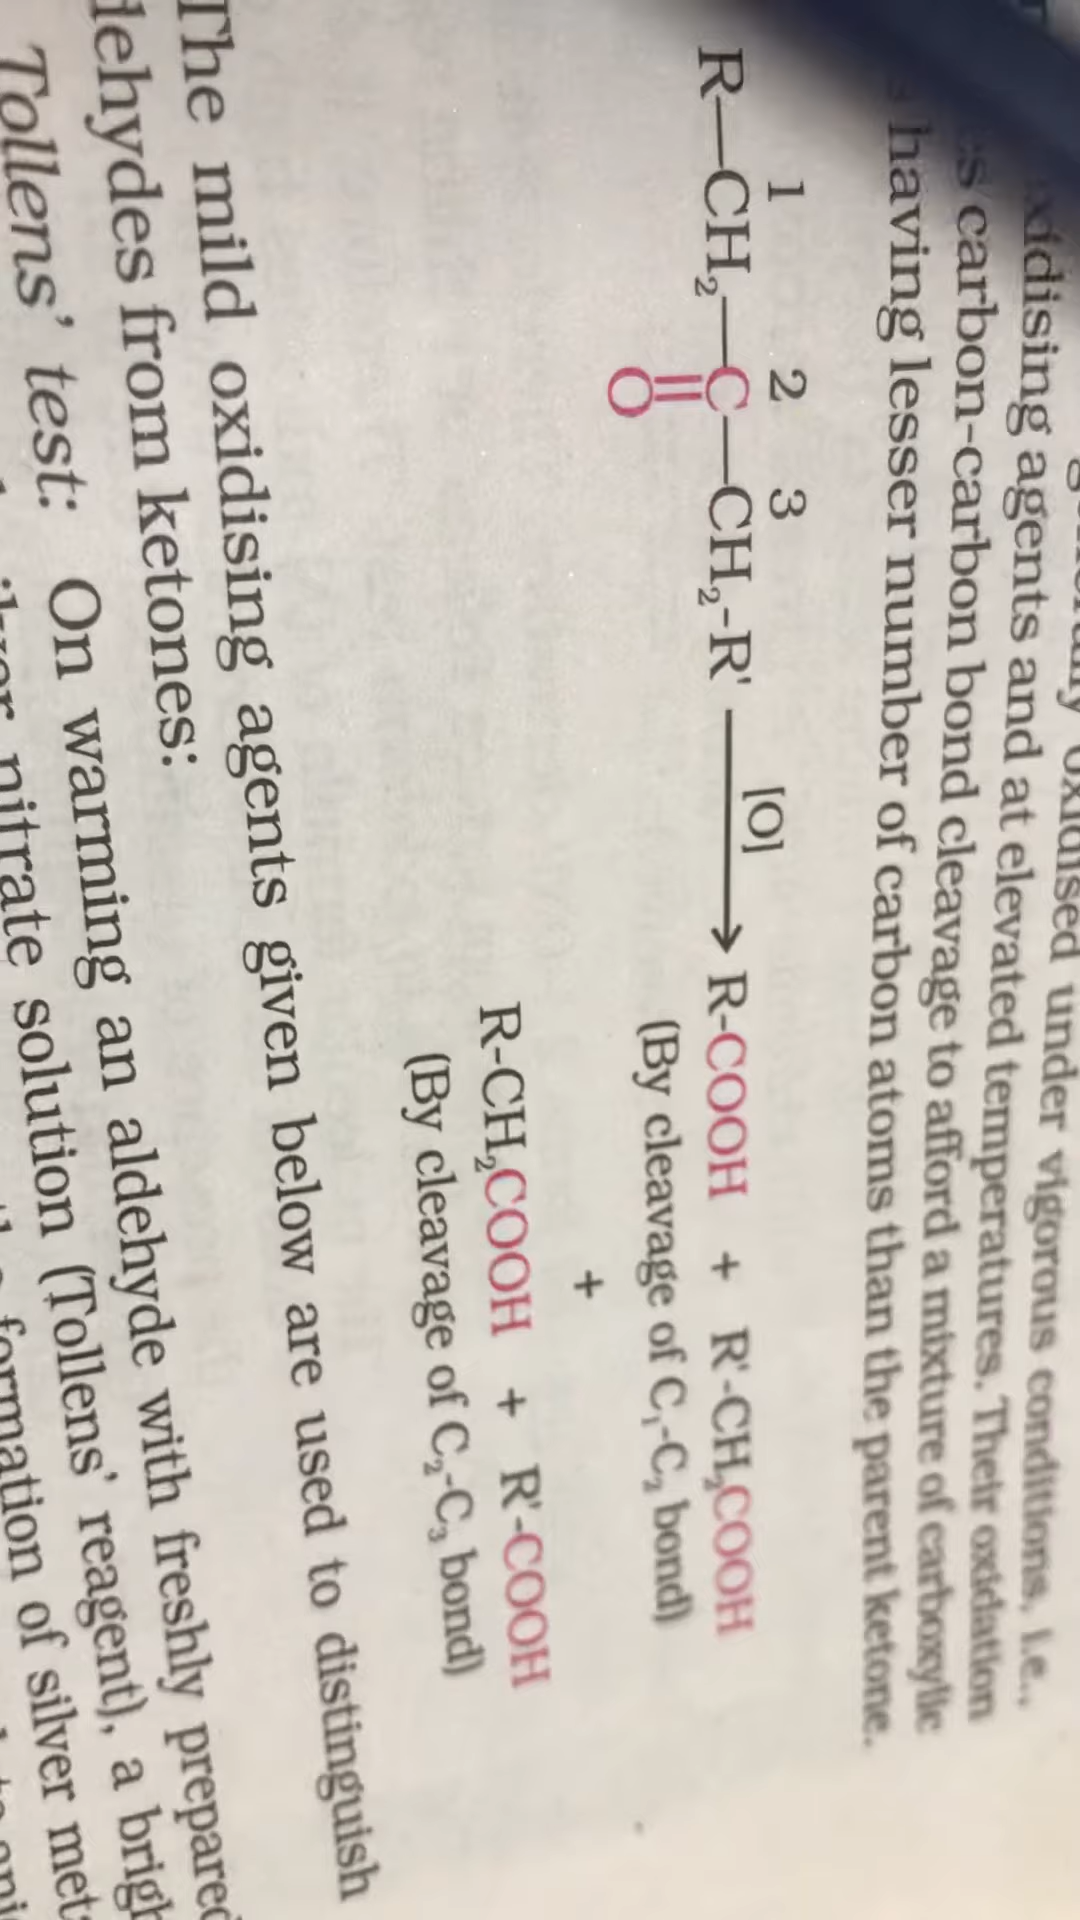 oxidised under vigorous conditions, i.e.,
oxidising agents and at elevated temperatures. Their oxidation
carbon-carbon bond cleavage to afford a mixture of carboxylic
having lesser number of carbon atoms than the parent ketone.
1 2 3
R—CH₂—C—CH₂-R' [O] → R-COOH + R'-CH₂COOH
O
(By cleavage of C₁-C₂ bond)
+
R-CH₂COOH + R'-COOH
(By cleavage of C₂-C₃ bond)
The mild oxidising agents given below are used to distinguish
dehydes from ketones:
Tollens' test: On warming an aldehyde with freshly prepared
nitrate solution (Tollens' reagent), a brigh
formation of silver met